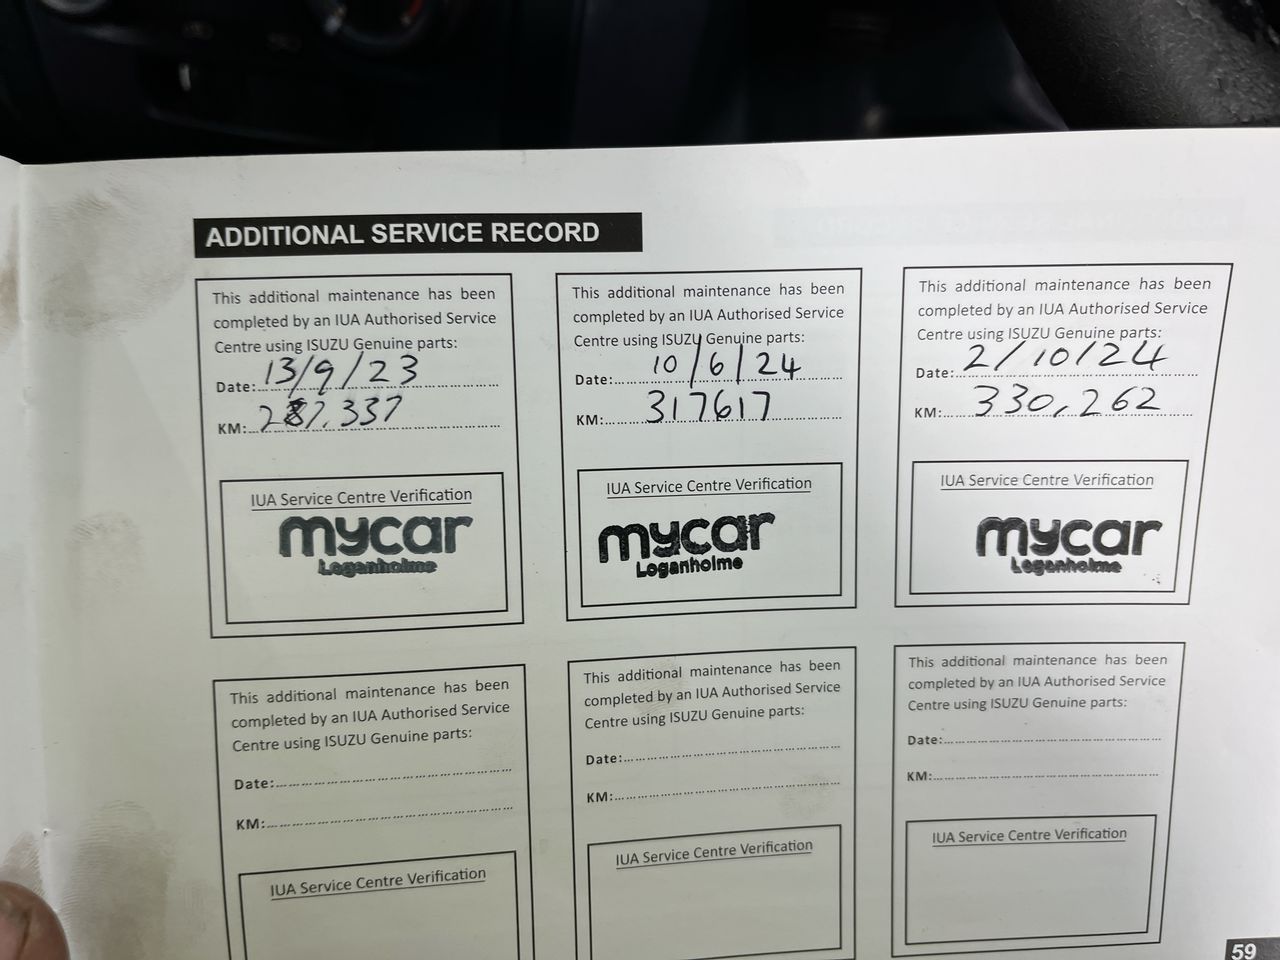 ADDITIONAL SERVICE RECORD
This additional maintenance has been
completed by an IUA Authorised Service
Centre using ISUZU Genuine parts:
Date: 13/9/23
KM: 287,337
IUA Service Centre Verification
mycar
Loganholme
This additional maintenance has been
completed by an IUA Authorised Service
Centre using ISUZU Genuine parts:
Date: 10/6/24
KM: 317617
IUA Service Centre Verification
mycar
Loganholme
This additional maintenance has been
completed by an IUA Authorised Service
Centre using ISUZU Genuine parts:
Date: 2/10/24
KM: 330,262
IUA Service Centre Verification
mycar
Loganholme
This additional maintenance has been
completed by an IUA Authorised Service
Centre using ISUZU Genuine parts:
Date:
KM:
IUA Service Centre Verification
This additional maintenance has been
completed by an IUA Authorised Service
Centre using ISUZU Genuine parts:
Date:
KM:
IUA Service Centre Verification
This additional maintenance has been
completed by an IUA Authorised Service
Centre using ISUZU Genuine parts:
Date:
KM:
IUA Service Centre Verification
59